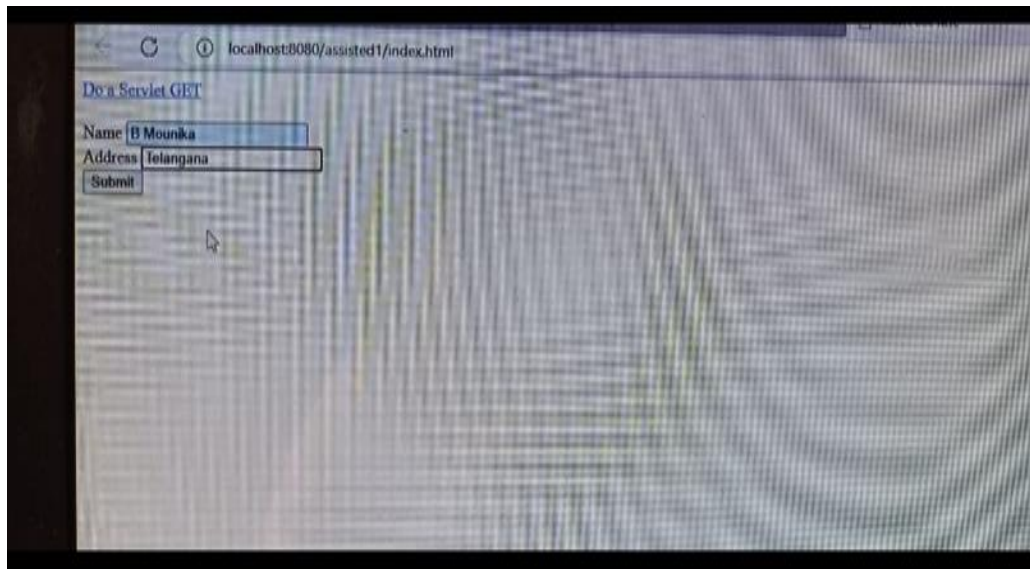 localhost:8080/assisted1/index.html
Do a Servlet GET
Name B Mounika
Address Telangana
Submit